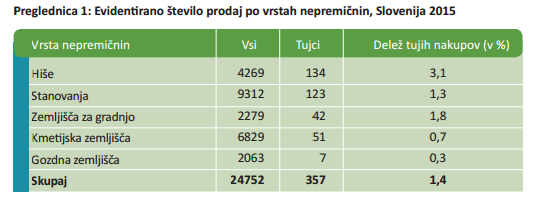 Preglednica 1: Evidentirano število prodaj po vrstah nepremičnin, Slovenija 2015
Vrsta nepremičnin Vsi Tujci Delež tujih nakupov (v %)
Hiše 4269 134 3,1
Stanovanja 9312 123 1,3
Zemljišča za gradnjo 2279 42 1,8
Kmetijska zemljišča 6829 51 0,7
Gozdna zemljišča 2063 7 0,3
Skupaj 24752 357 1,4